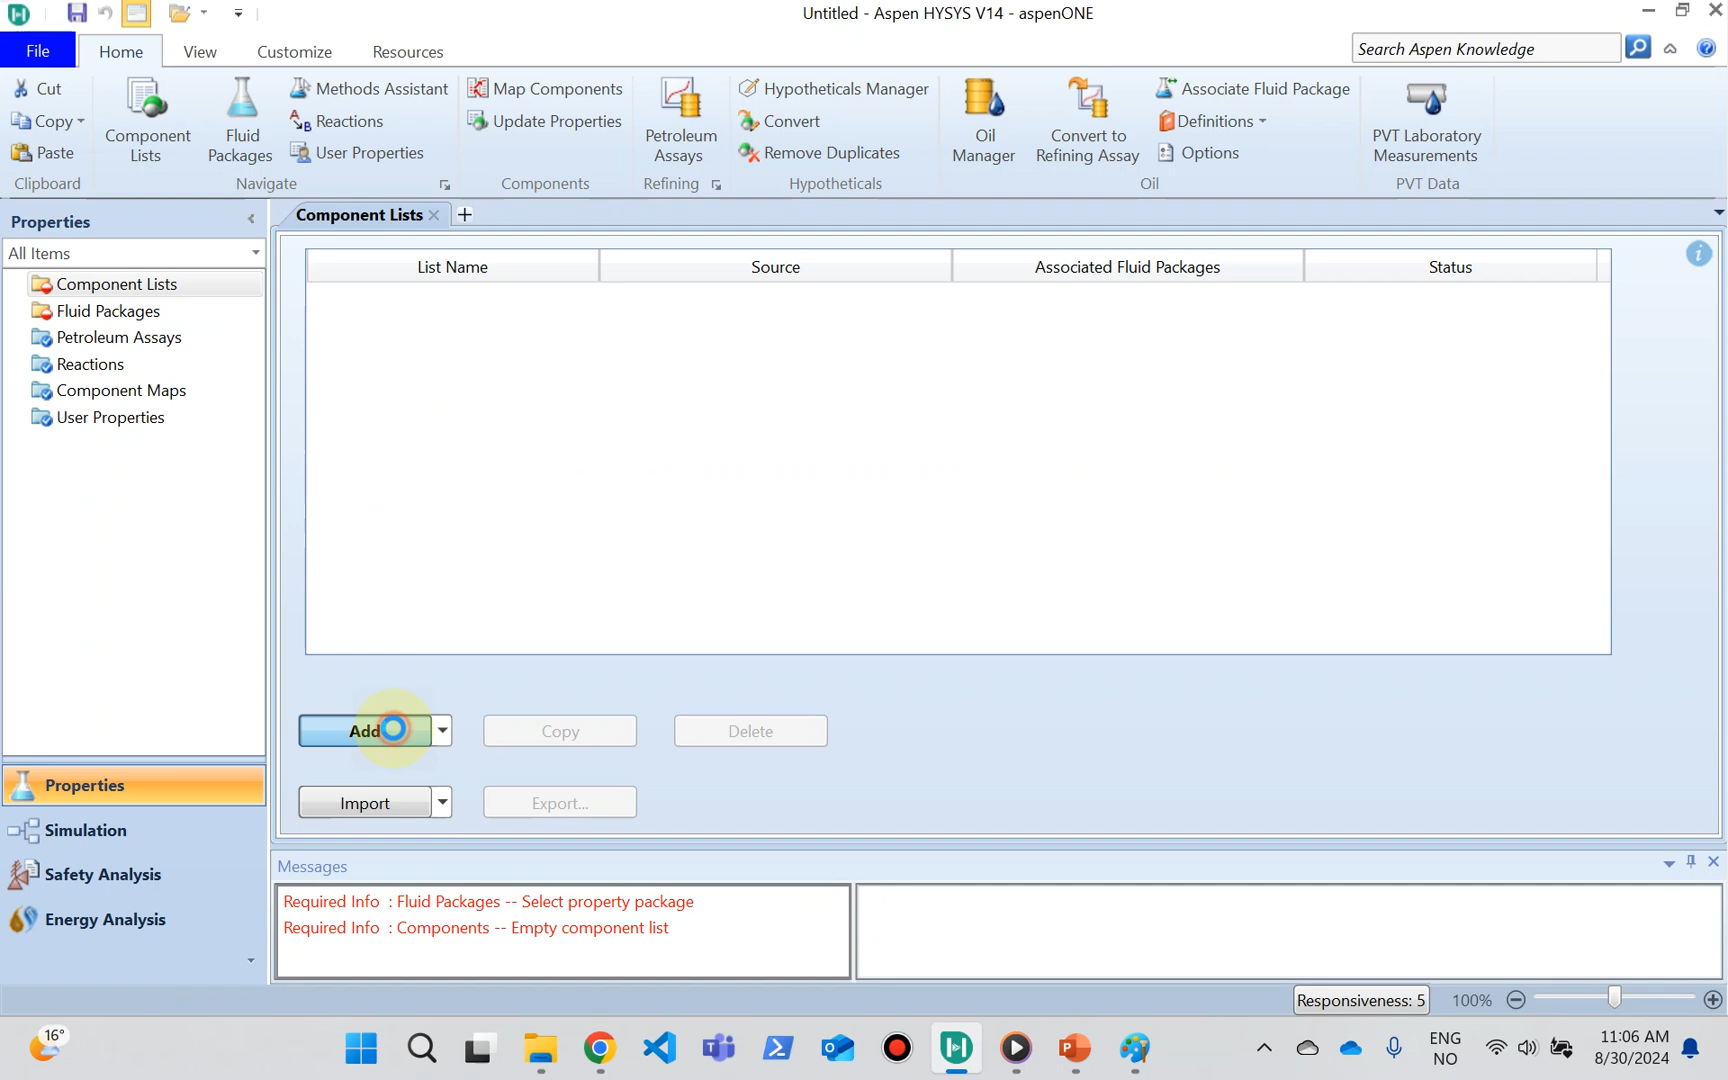 Untitled - Aspen HYSYS V14 - aspenONE
File
Home
View
Customize
Resources
Search Aspen Knowledge
Cut
Copy
Paste
Clipboard
Component Lists
Fluid Packages
Methods Assistant
Reactions
User Properties
Navigate
Map Components
Update Properties
Components
Petroleum Assays
Refining
Hypotheticals Manager
Convert
Remove Duplicates
Hypotheticals
Oil Manager
Convert to Refining Assay
Associate Fluid Package
Definitions
Options
Oil
PVT Laboratory Measurements
PVT Data
Properties
All Items
Component Lists
Fluid Packages
Petroleum Assays
Reactions
Component Maps
User Properties
Properties
Simulation
Safety Analysis
Energy Analysis
Component Lists
List Name
Source
Associated Fluid Packages
Status
Add
Copy
Delete
Import
Export...
Messages
Required Info : Fluid Packages -- Select property package
Required Info : Components -- Empty component list
Responsiveness: 5
100%
16°
ENG
NO
11:06 AM
8/30/2024